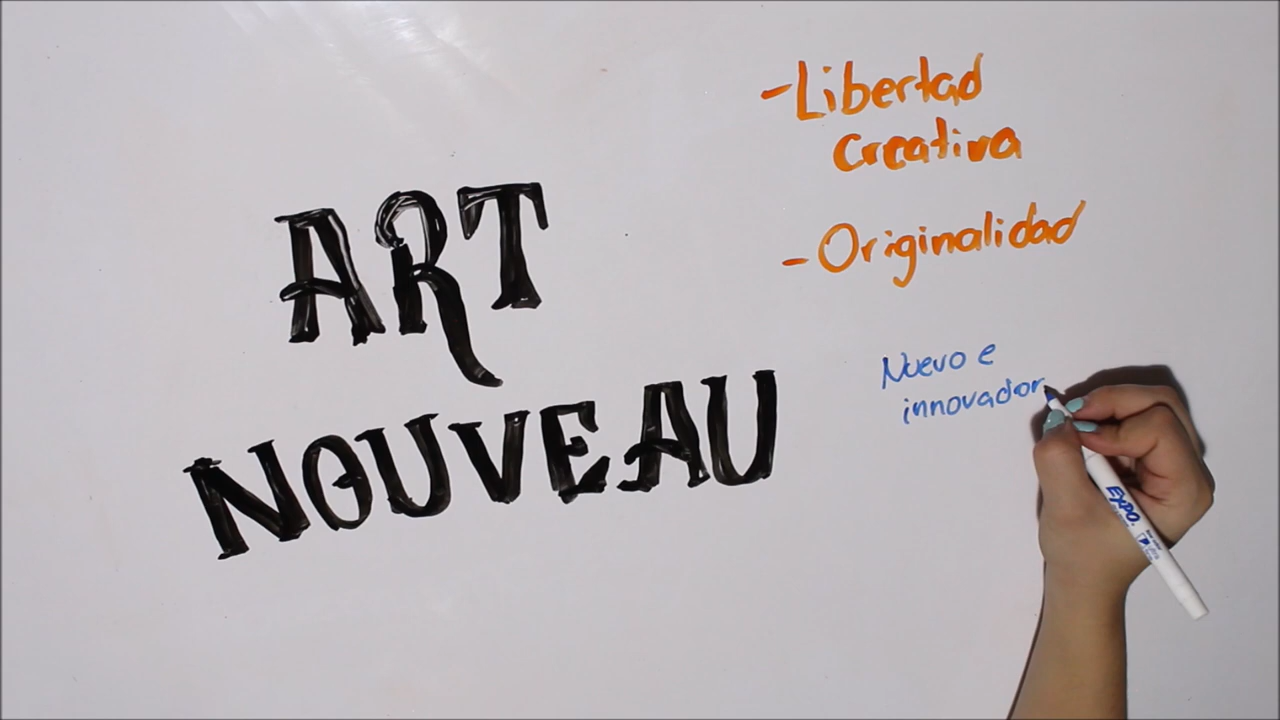 ART
NOUVEAU
-Libertad
creativa
-Originalidad
Nuevo e
innovador
EXPO.